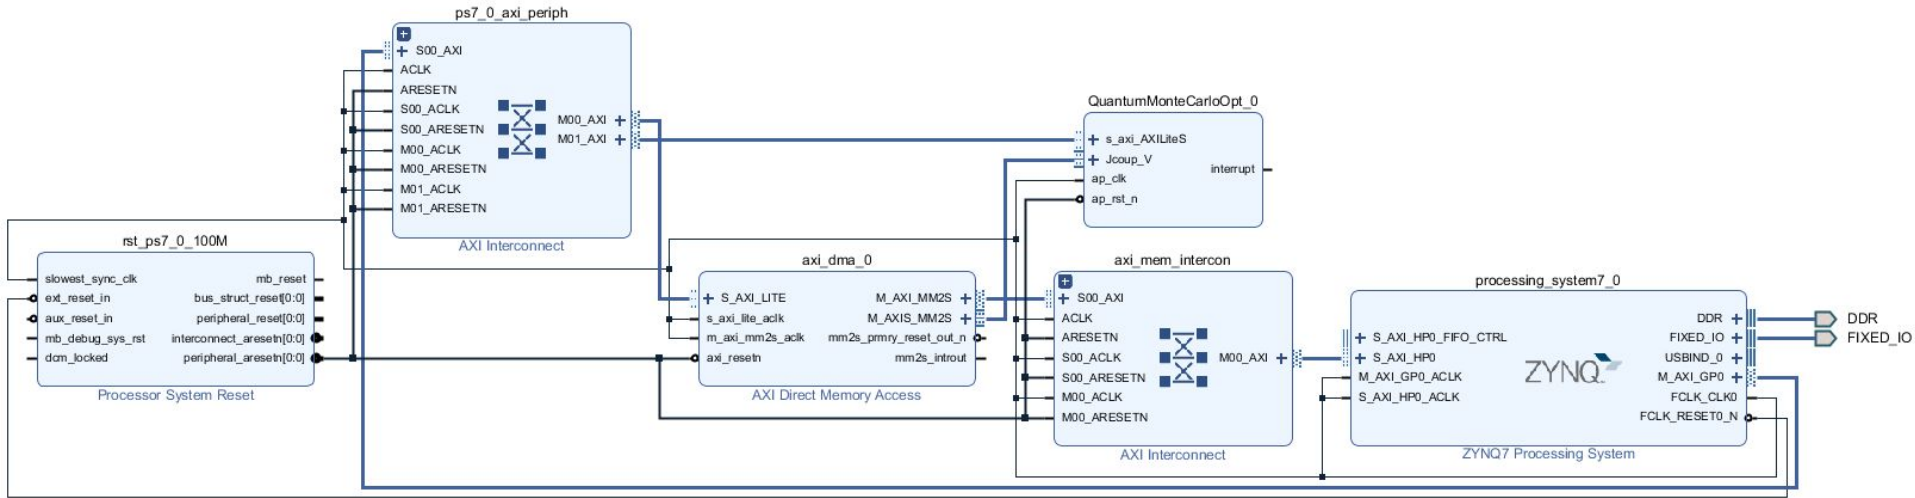 ps7_0_axi_periph
S00_AXI
ACLK
ARESETN
S00_ACLK
S00_ARESETN
M00_ACLK
M00_ARESETN
M01_ACLK
M01_ARESETN
M00_AXI
M01_AXI
AXI Interconnect
QuantumMonteCarloOpt_0
s_axi_AXILiteS
Jcoup_V
ap_clk
ap_rst_n
interrupt
rst_ps7_0_100M
slowest_sync_clk
ext_reset_in
aux_reset_in
mb_debug_sys_rst
dcm_locked
mb_reset
bus_struct_reset[0:0]
peripheral_reset[0:0]
interconnect_aresetn[0:0]
peripheral_aresetn[0:0]
Processor System Reset
axi_dma_0
S_AXI_LITE
s_axi_lite_aclk
m_axi_mm2s_aclk
axi_resetn
M_AXI_MM2S
M_AXIS_MM2S
mm2s_prmry_reset_out_n
mm2s_introut
AXI Direct Memory Access
axi_mem_intercon
S00_AXI
ACLK
ARESETN
S00_ACLK
S00_ARESETN
M00_ACLK
M00_ARESETN
M00_AXI
AXI Interconnect
processing_system7_0
S_AXI_HP0_FIFO_CTRL
S_AXI_HP0
M_AXI_GP0_ACLK
S_AXI_HP0_ACLK
ZYNQ
DDR
FIXED_IO
USBIND_0
M_AXI_GP0
FCLK_CLK0
FCLK_RESET0_N
ZYNQ7 Processing System
DDR
FIXED_IO